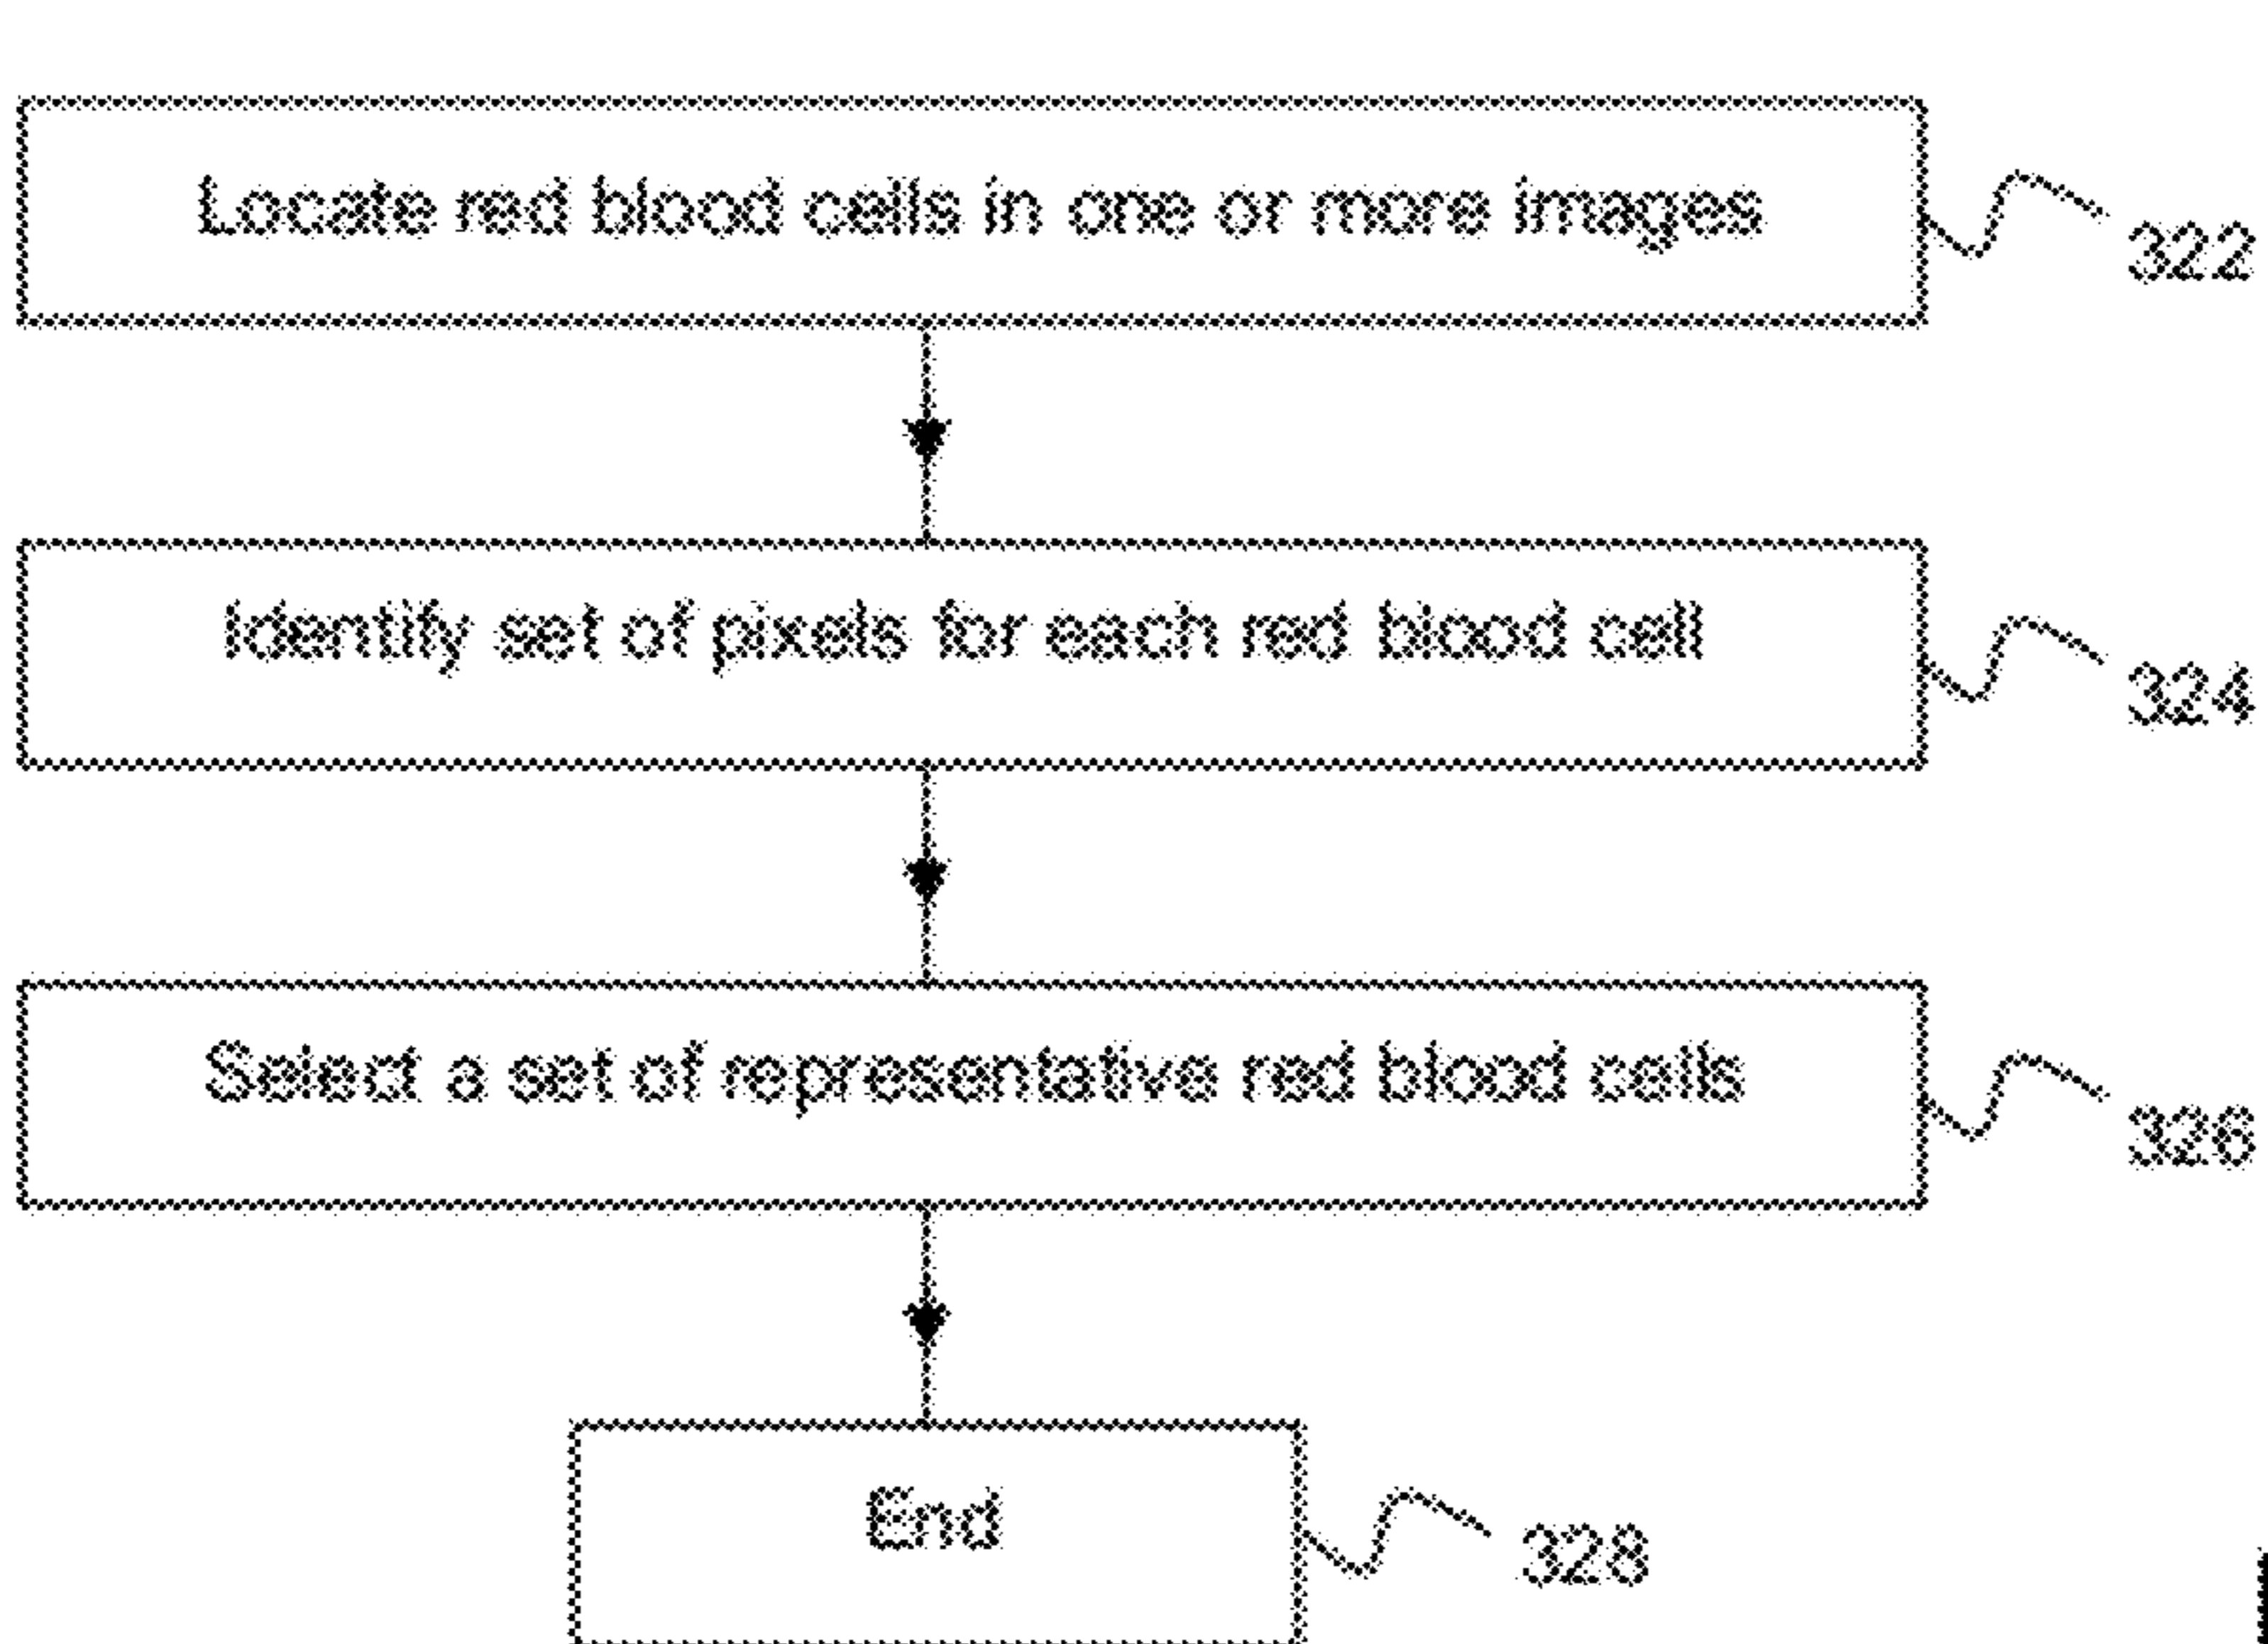 Locate red blood cells in one or more images
322
Identify set of pixels for each red blood cell
324
Select a set of representative red blood cells
326
End
328